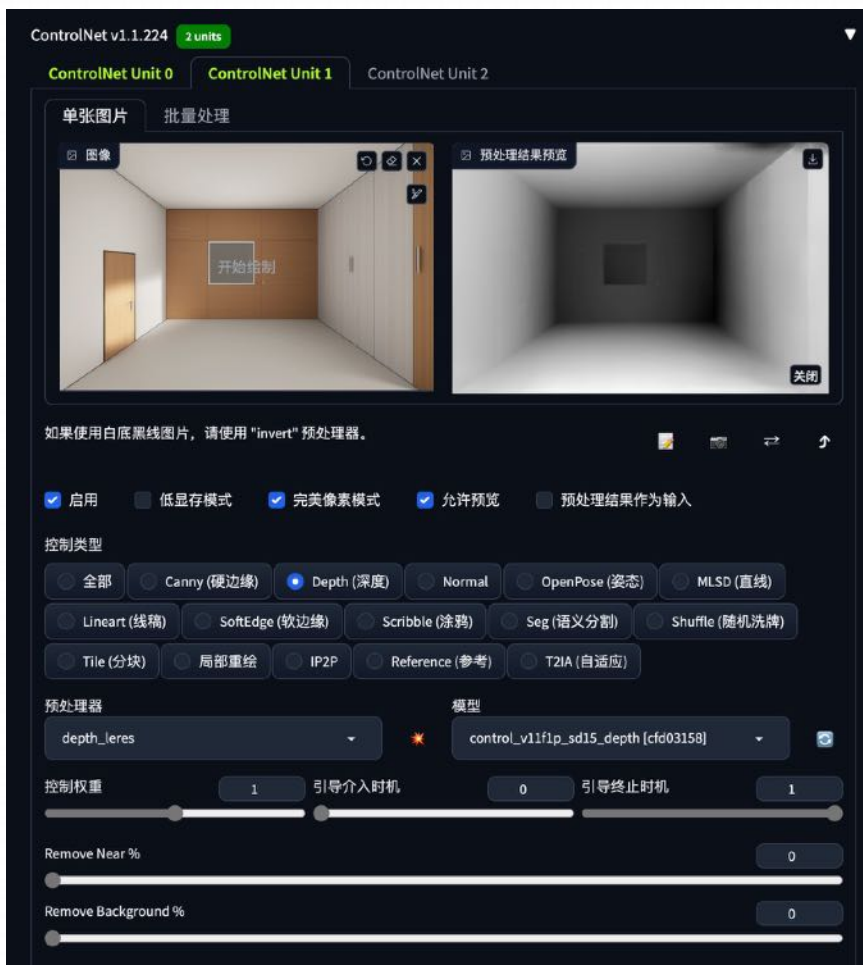 ControlNet v1.1.224 2 units
ControlNet Unit 0 ControlNet Unit 1 ControlNet Unit 2
单张图片 批量处理
图像 预处理结果预览
开始绘制
关闭
如果使用白底黑线图片，请使用 "invert" 预处理器。
启用 低显存模式 完美像素模式 允许预览 预处理结果作为输入
控制类型
全部 Canny (硬边缘) Depth (深度) Normal OpenPose (姿态) MLSD (直线)
Lineart (线稿) SoftEdge (软边缘) Scribble (涂鸦) Seg (语义分割) Shuffle (随机洗牌)
Tile (分块) 局部重绘 IP2P Reference (参考) T2IA (自适应)
预处理器 模型
depth_leres control_v11f1p_sd15_depth [cfd03158]
控制权重 1 引导介入时机 0 引导终止时机 1
Remove Near % 0
Remove Background % 0